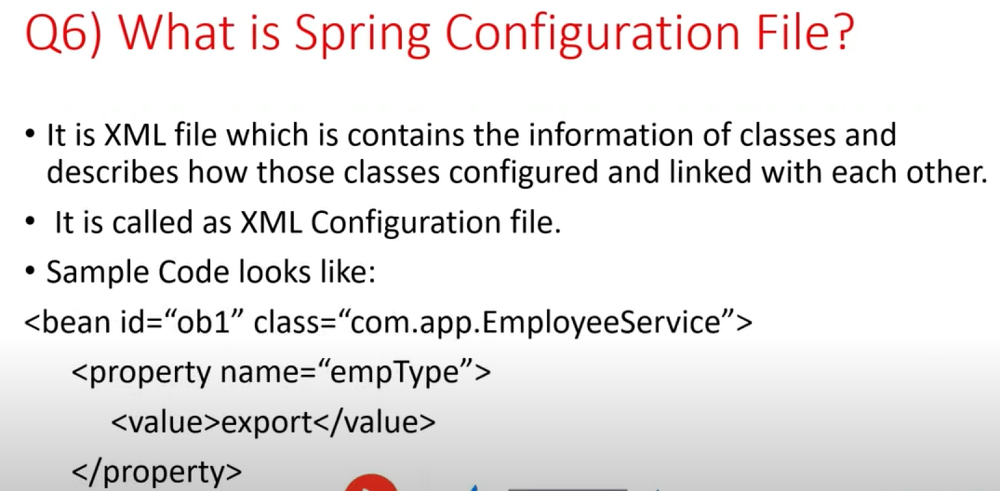 Q6) What is Spring Configuration File?
• It is XML file which is contains the information of classes and
describes how those classes configured and linked with each other.
• It is called as XML Configuration file.
• Sample Code looks like:
<bean id=“ob1” class=“com.app.EmployeeService”>
<property name=“empType”>
<value>export</value>
</property>